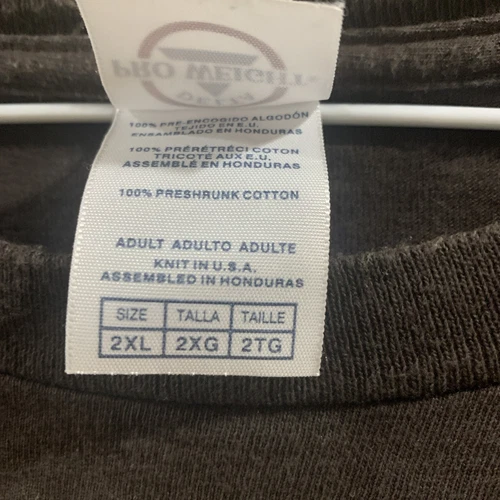 PRO WEIGHT
DELTA
100% PRE-ENCOGIDO ALGODÓN
TEJIDO EN E.U.
ENSAMBLADO EN HONDURAS
100% PRÉRÉTRÉCI COTON
TRICOTÉ AUX E.U.
ASSEMBLÉ EN HONDURAS
100% PRESHRUNK COTTON
ADULT ADULTO ADULTE
KNIT IN U.S.A.
ASSEMBLED IN HONDURAS
SIZE TALLA TAILLE
2XL 2XG 2TG